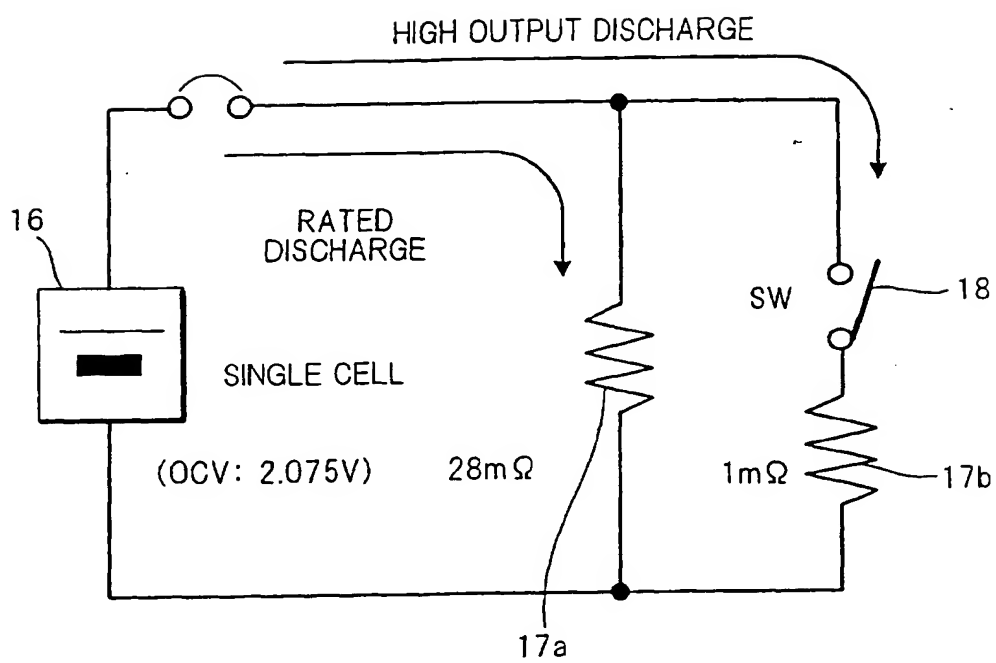 HIGH OUTPUT DISCHARGE
RATED
DISCHARGE
16
SW
18
SINGLE CELL
(OCV: 2.075V)
28mΩ
1mΩ
17b
17a